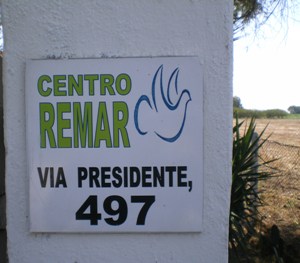 CENTRO
REMAR
VIA PRESIDENTE,
497